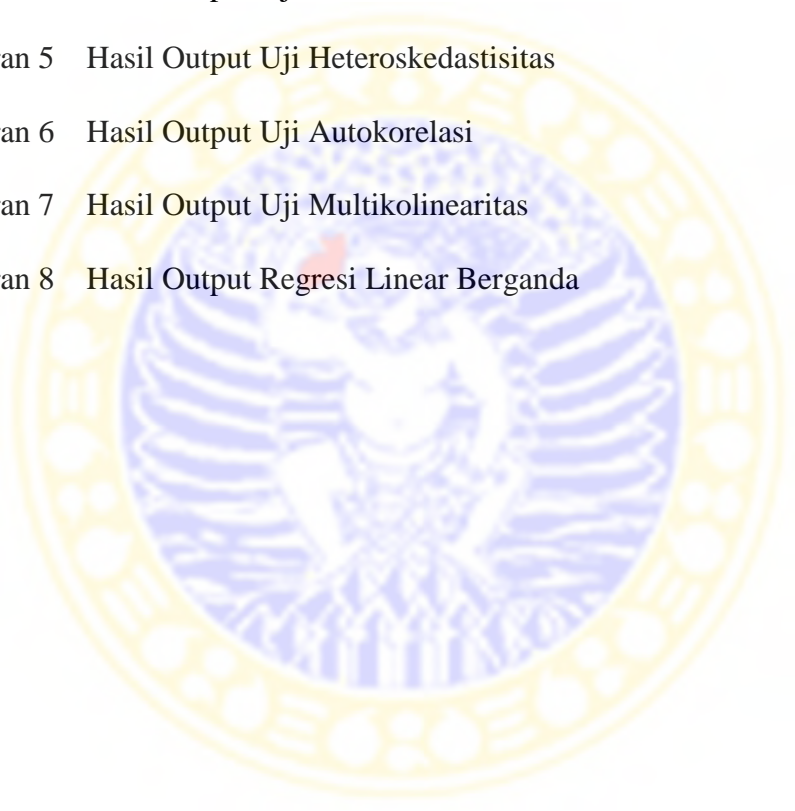 an 5 Hasil Output Uji Heteroskedastisitas
an 6 Hasil Output Uji Autokorelasi
an 7 Hasil Output Uji Multikolinearitas
an 8 Hasil Output Regresi Linear Berganda